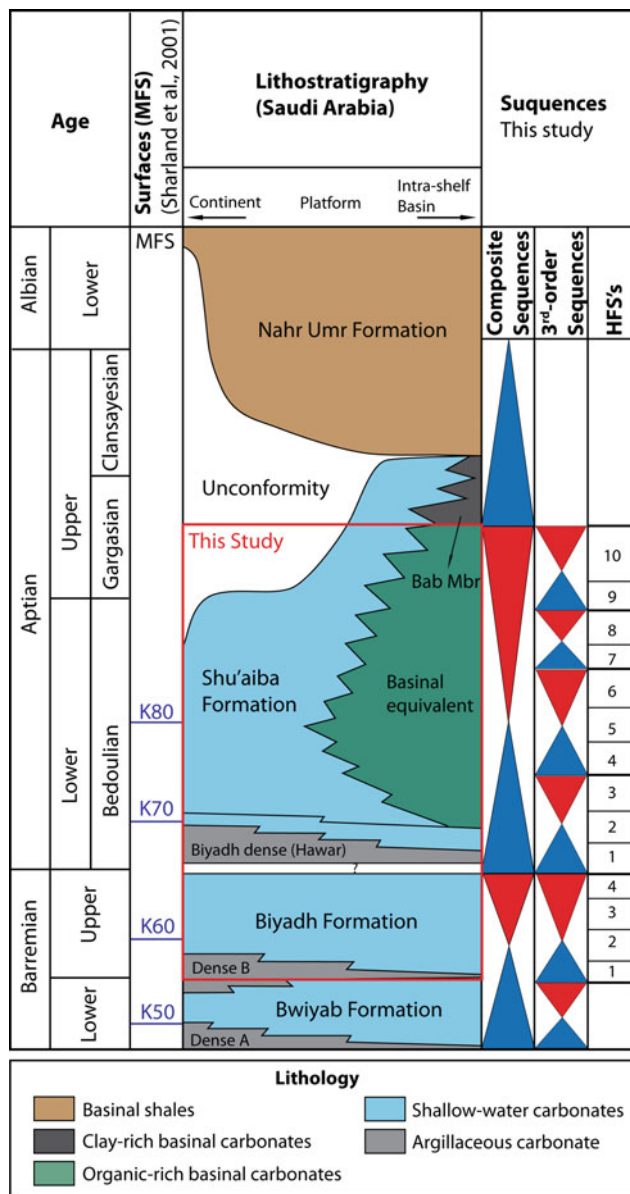 Age
Surfaces (MFS)
(Sharland et al., 2001)
Lithostratigraphy
(Saudi Arabia)
Suquences
This study
Continent
Platform
Intra-shelf
Basin
MFS
Composite
Sequences
3rd-order
Sequences
HFS's
Albian
Lower
Nahr Umr Formation
Aptian
Upper
Clansayesian
Gargasian
Unconformity
This Study
Bab Mbr
10
9
8
7
Lower
Bedoulian
Shu'aiba
Formation
Basinal
equivalent
K80
6
5
4
K70
3
2
1
Biyadh dense (Hawar)
?
Barremian
Upper
K60
Biyadh Formation
Dense B
4
3
2
1
Lower
K50
Bwiyab Formation
Dense A
Lithology
Basinal shales
Shallow-water carbonates
Clay-rich basinal carbonates
Argillaceous carbonate
Organic-rich basinal carbonates